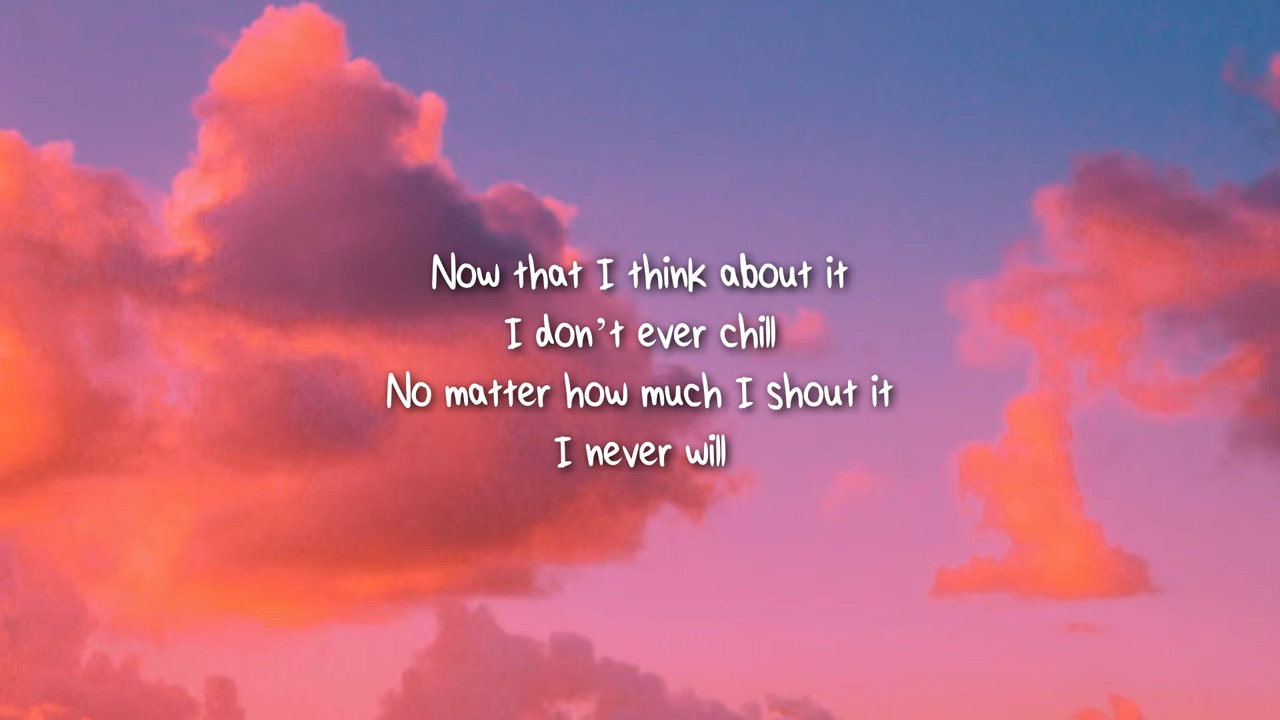 Now that I think about it
I don’t ever chill
No matter how much I shout it
I never will